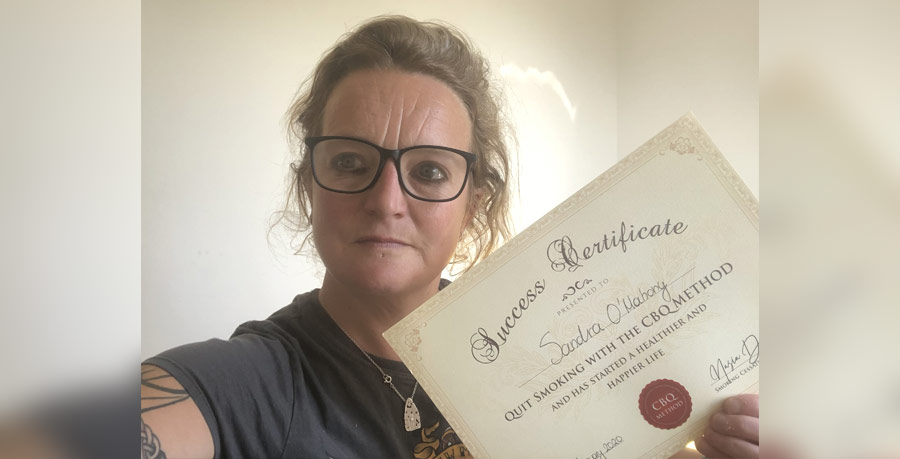 Success Certificate
PRESENTED TO
Sandra O'Mahony
QUIT SMOKING WITH THE CBQ METHOD
AND HAS STARTED A HEALTHIER AND
HAPPIER LIFE
CBQ
METHOD
2020